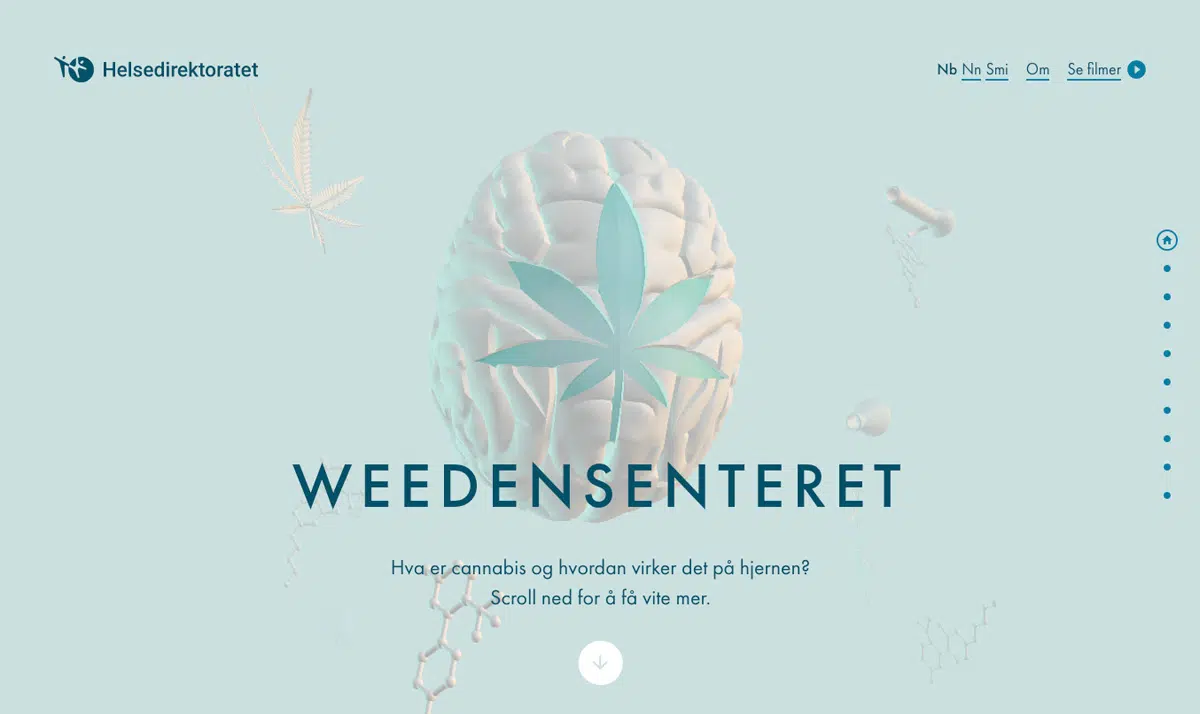 Helsedirektoratet
Nb Nn Smi Om Se filmer
WEEDENSENTERET
Hva er cannabis og hvordan virker det på hjernen?
Scroll ned for å få vite mer.